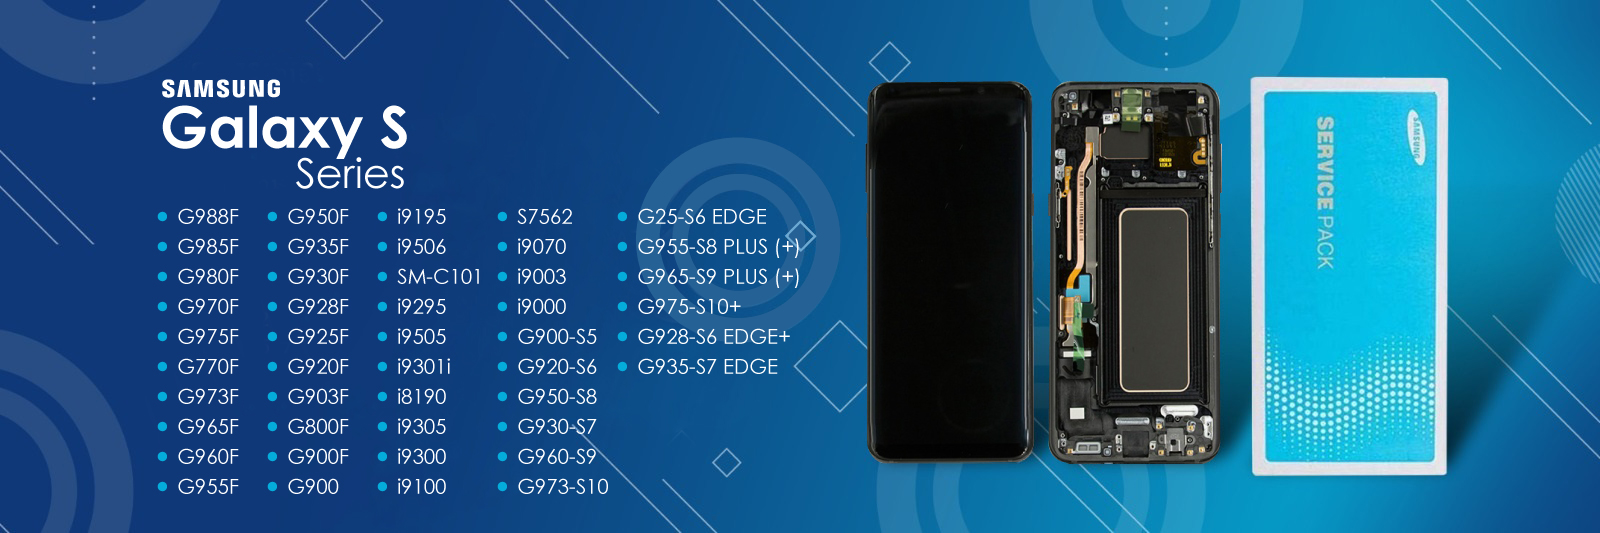 SAMSUNG
Galaxy S
Series
G988F
G985F
G980F
G970F
G975F
G770F
G973F
G965F
G960F
G955F
G950F
G935F
G930F
G928F
G925F
G920F
G903F
G800F
G900F
G900
i9195
i9506
SM-C101
i9295
i9505
i9301i
i8190
i9305
i9300
i9100
S7562
i9070
i9003
i9000
G900-S5
G920-S6
G950-S8
G930-S7
G960-S9
G973-S10
G25-S6 EDGE
G955-S8 PLUS (+)
G965-S9 PLUS (+)
G975-S10+
G928-S6 EDGE+
G935-S7 EDGE
SAMSUNG
SERVICE PACK